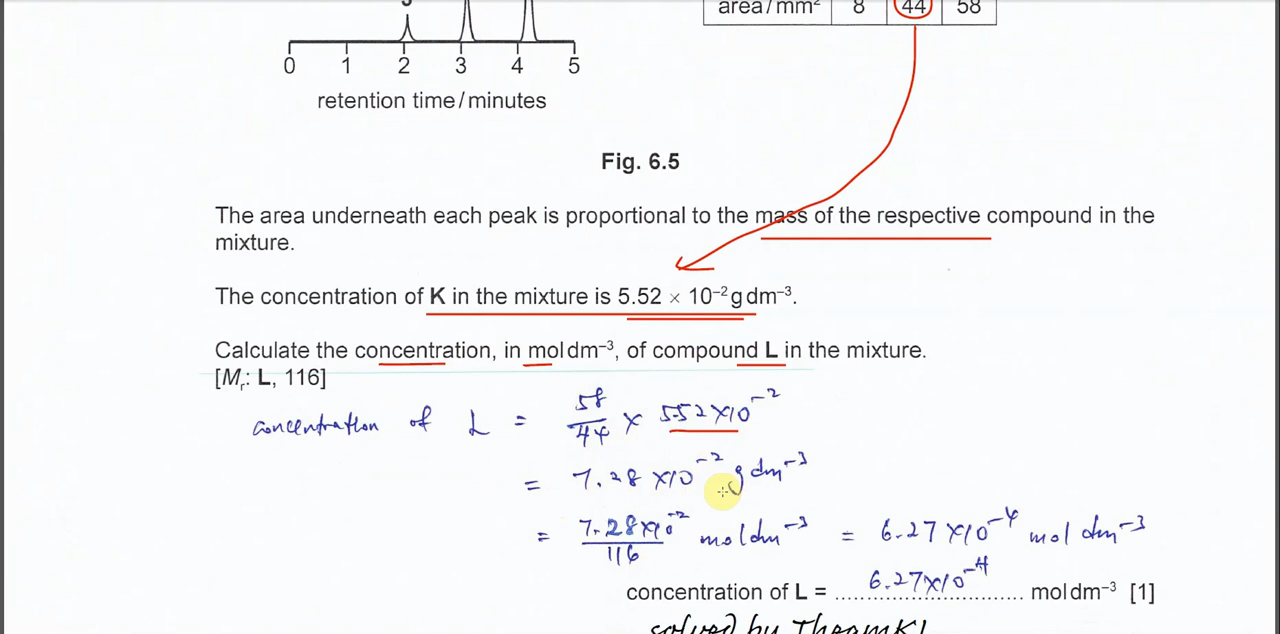 area/mm² 8 44 58
0 1 2 3 4 5
retention time/minutes
Fig. 6.5
The area underneath each peak is proportional to the mass of the respective compound in the
mixture.
The concentration of K in the mixture is 5.52 × 10⁻² g dm⁻³.
Calculate the concentration, in mol dm⁻³, of compound L in the mixture.
[Mᵣ: L, 116]
concentration of L = 58/44 × 5.52×10⁻²
= 7.28×10⁻² g dm⁻³
= 7.28×10⁻²/116 mol dm⁻³ = 6.27×10⁻⁴ mol dm⁻³
concentration of L = ..... 6.27×10⁻⁴ ..... mol dm⁻³ [1]
solved by TheamK1